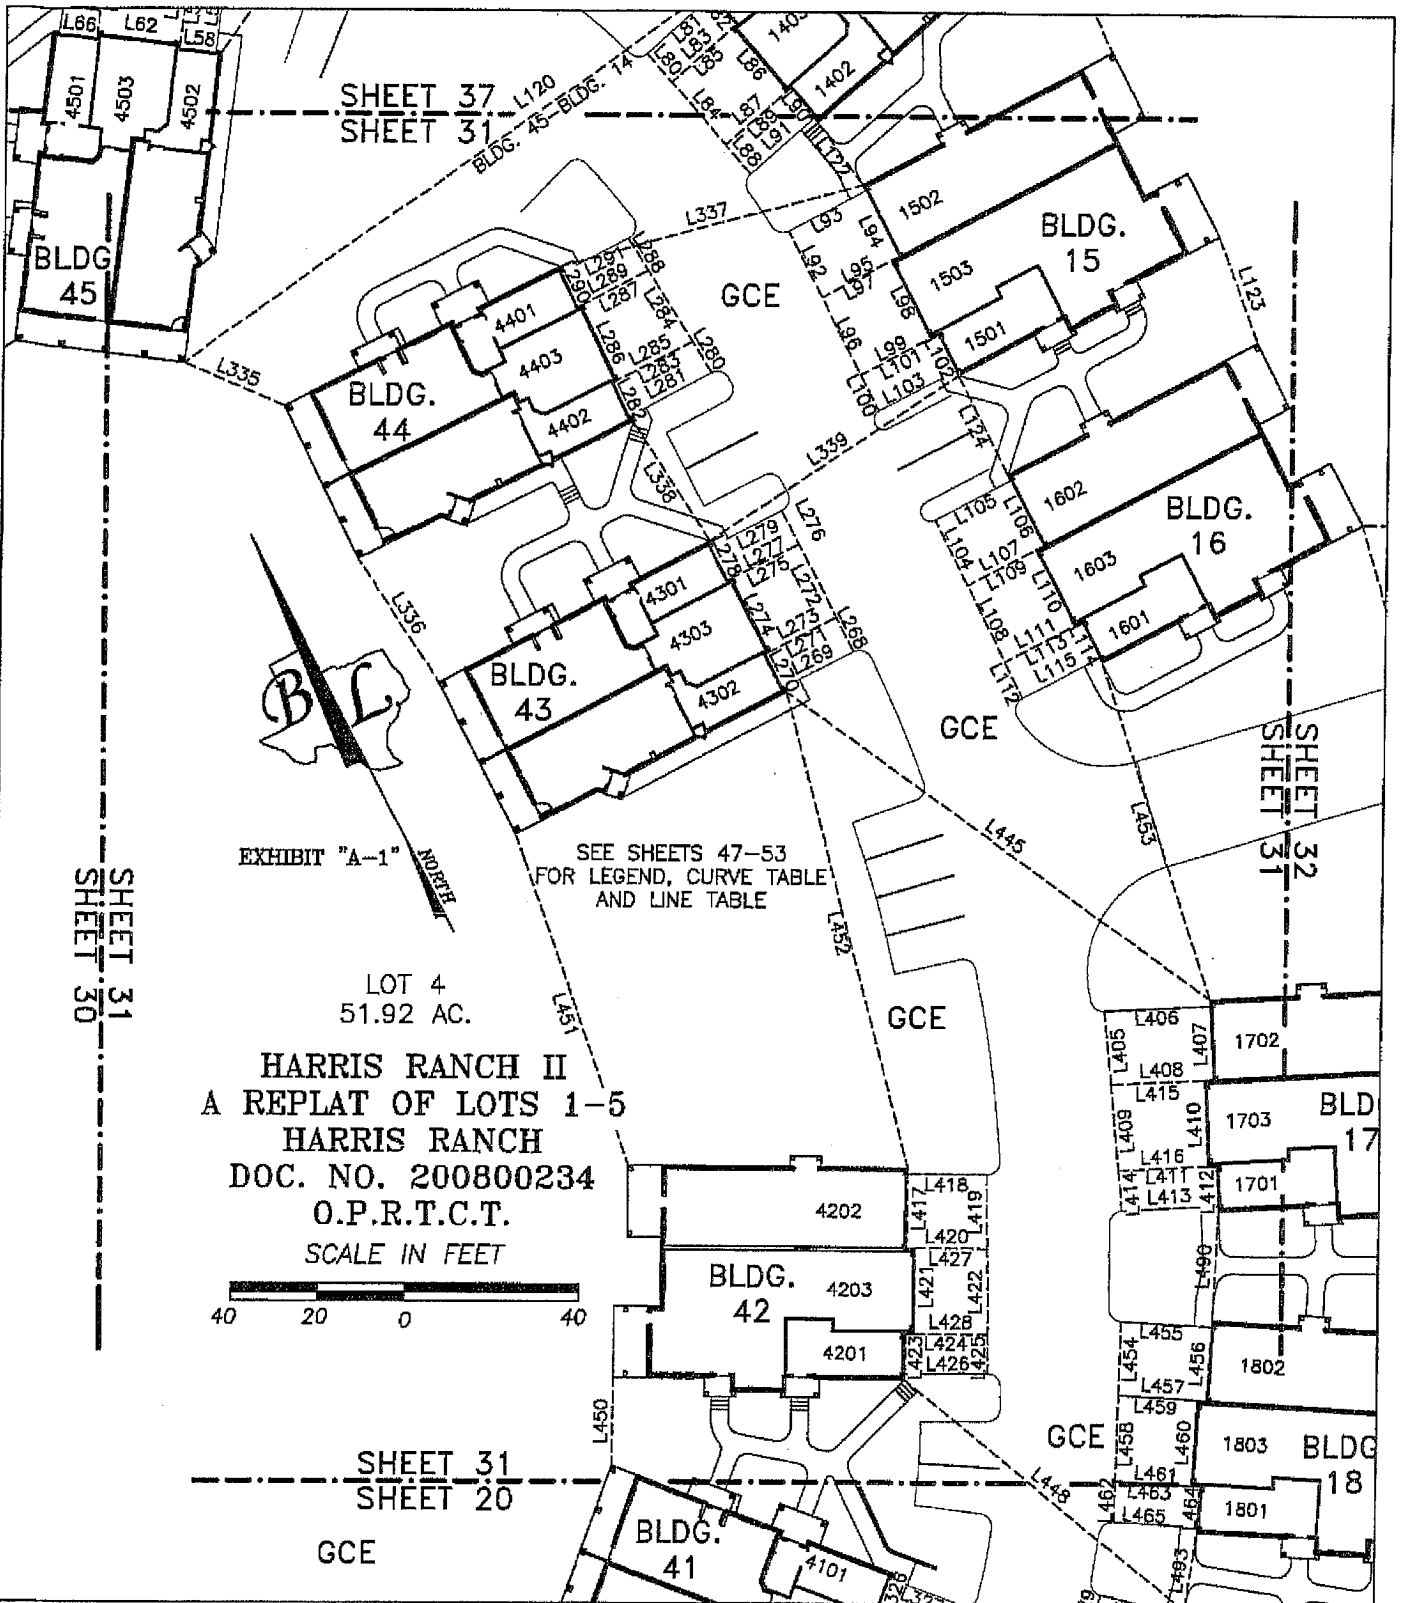 L66
L62
L58
4501
4503
4502
BLDG
45
SHEET 37
SHEET 31
L120
BLDG. 45-BLDG. 14
L81
L83
L85
L80
L86
L84
L87
L89
L91
L88
L90
L122
1403
1402
L337
L93
L94
L92
L95
L97
L98
L96
L99
L101
L102
L103
L100
1502
1503
1501
BLDG.
15
L123
GCE
L291
L289
L287
L288
L290
L284
L286
L285
L283
L281
L280
L282
4401
4403
4402
BLDG.
44
L335
L336
L338
L339
L124
L105
L106
L104
L107
L109
L110
L108
L111
L113
L114
L115
L112
1602
1603
1601
BLDG.
16
L279
L277
L275
L276
L278
L272
L274
L273
L271
L269
L268
L270
4301
4303
4302
BLDG.
43
B L
GCE
SHEET 32
SHEET 31
L445
L453
L452
L451
EXHIBIT "A-1"
NORTH
SEE SHEETS 47-53
FOR LEGEND, CURVE TABLE
AND LINE TABLE
SHEET 31
SHEET 30
LOT 4
51.92 AC.
HARRIS RANCH II
A REPLAT OF LOTS 1-5
HARRIS RANCH
DOC. NO. 200800234
O.P.R.T.C.T.
SCALE IN FEET
40 20 0 40
GCE
L406
L405
L407
L408
L415
L409
L410
L416
L411
L413
L414
L412
1702
1703
1701
BLD
17
L490
L418
L417
L419
L420
L427
L421
L422
L428
L424
L426
L423
L425
4202
4203
4201
BLDG.
42
L455
L454
L456
L457
L459
L458
L460
L461
L463
L465
L462
464
1802
1803
1801
BLDG
18
GCE
L450
L448
L493
SHEET 31
SHEET 20
GCE
BLDG.
41
4101